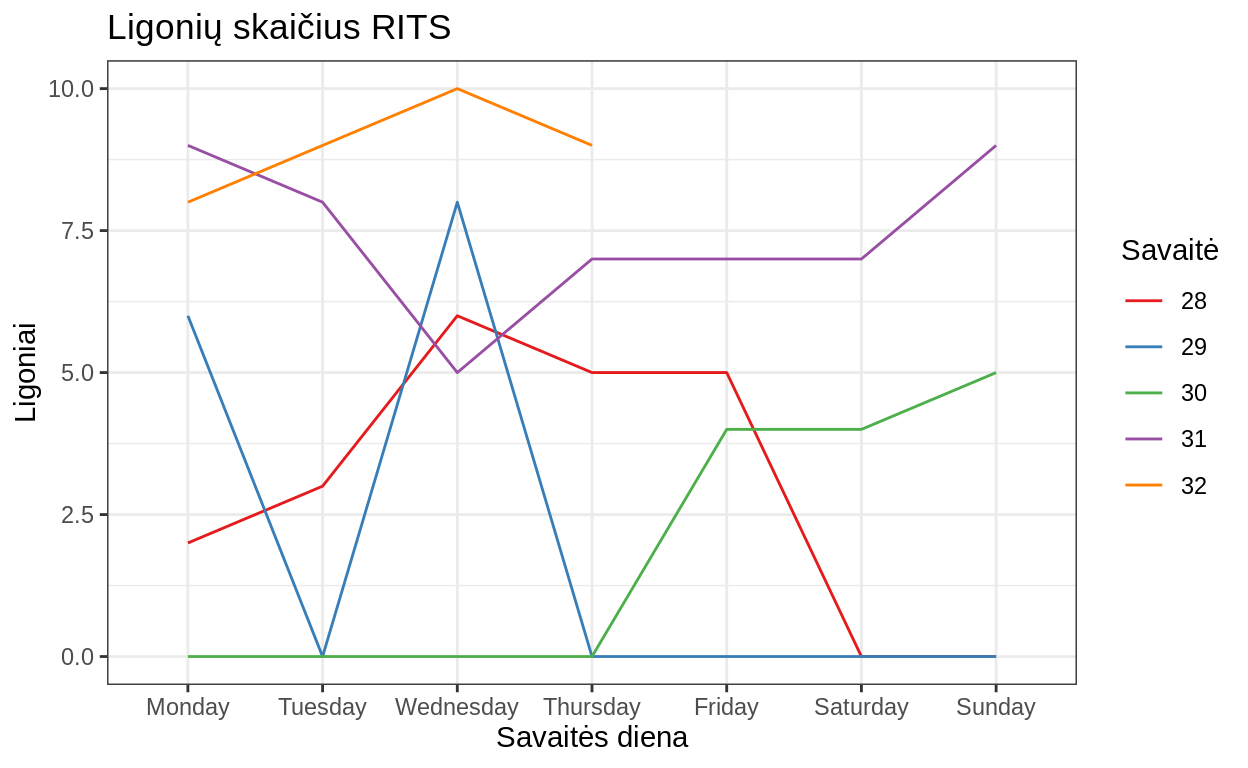 Ligonių skaičius RITS
10.0
7.5
5.0
2.5
0.0
Ligoniai
Monday Tuesday Wednesday Thursday Friday Saturday Sunday
Savaitės diena
Savaitė
28
29
30
31
32